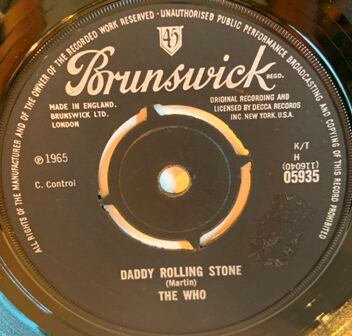 ALL RIGHTS OF THE MANUFACTURER AND OF THE OWNER OF THE RECORDED WORK RESERVED · UNAUTHORISED PUBLIC PERFORMANCE BROADCASTING AND COPYING OF THIS RECORD PROHIBITED
45
Brunswick REGD.
MADE IN ENGLAND,
BRUNSWICK LTD.
LONDON
ORIGINAL RECORDING AND
LICENSED BY DECCA RECORDS
INC. NEW YORK. U.S.A.
K/T
H
(116040)
05935
℗ 1965
C. Control
DADDY ROLLING STONE
(Martin)
THE WHO